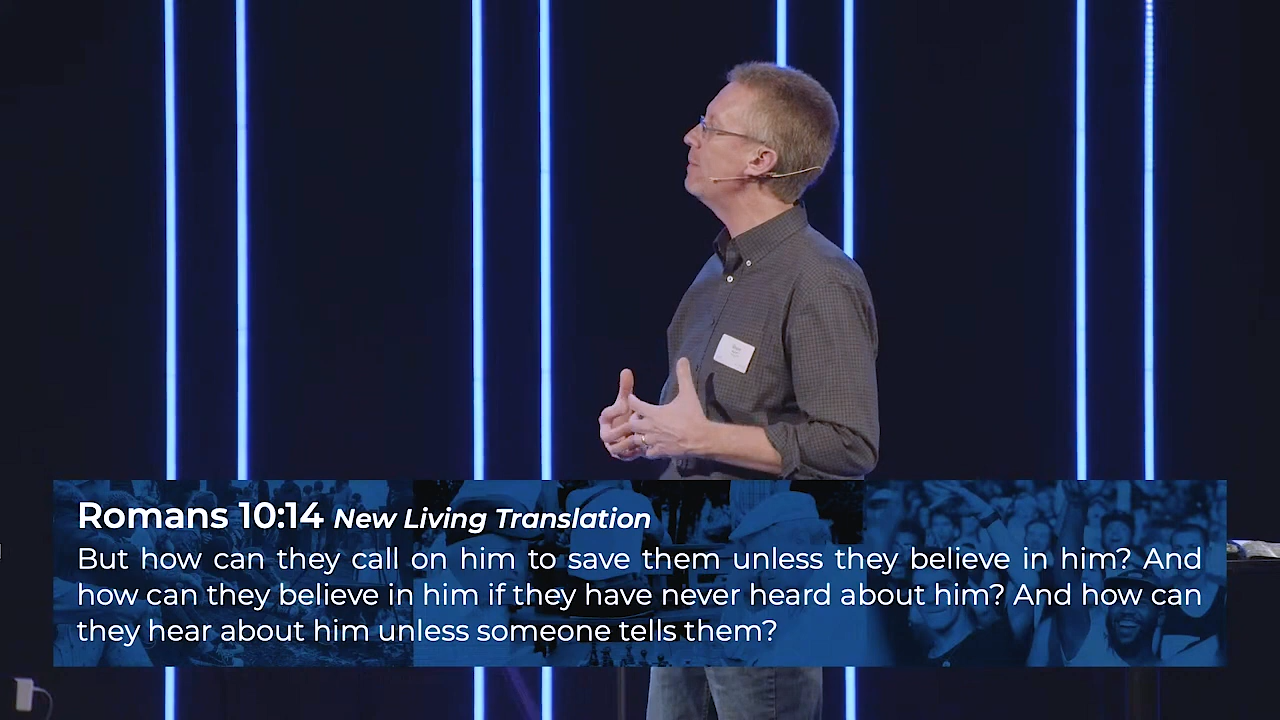 Romans 10:14 New Living Translation
But how can they call on him to save them unless they believe in him? And
how can they believe in him if they have never heard about him? And how can
they hear about him unless someone tells them?